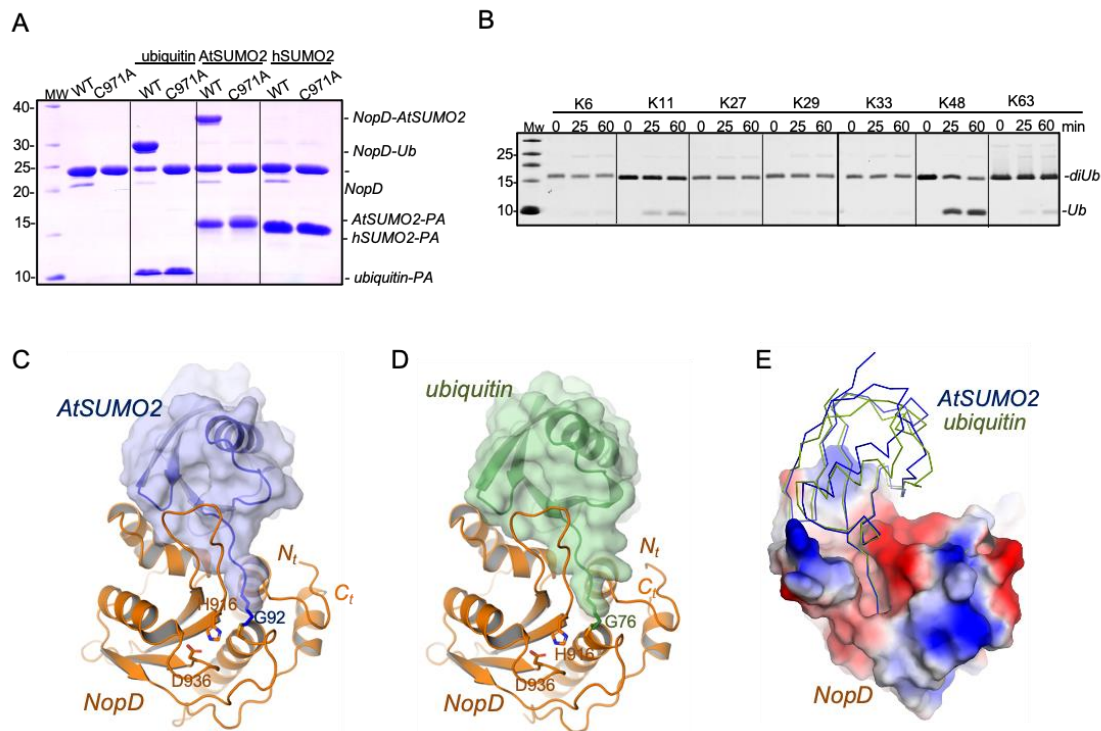 A
ubiquitin AtSUMO2 hSUMO2
MW WT C971A WT C971A WT C971A WT C971A
40-
30-
25-
20-
15-
10-
- NopD-AtSUMO2
NopD-Ub
-
NopD
AtSUMO2-PA
- hSUMO2-PA
- ubiquitin-PA
B
K6 K11 K27 K29 K33 K48 K63
Mw 0 25 60 0 25 60 0 25 60 0 25 60 0 25 60 0 25 60 0 25 60 min
25-
15-
10-
-diUb
-Ub
C
AtSUMO2
Nt
Ct
H916
G92
D936
NopD
D
ubiquitin
Nt
Ct
G76
H916
D936
NopD
E
AtSUMO2
ubiquitin
NopD